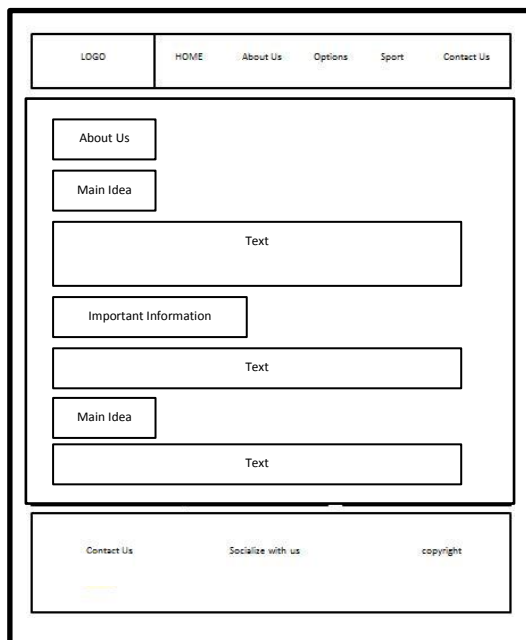 LOGO HOME About Us Options Sport Contact Us
About Us
Main Idea
Text
Important Information
Text
Main Idea
Text
Contact Us Socialize with us copyright